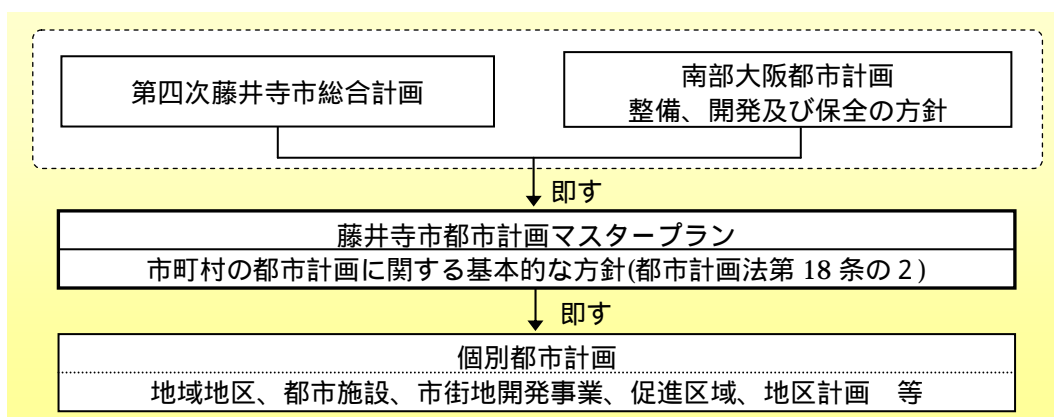 第四次藤井寺市総合計画
南部大阪都市計画
整備、開発及び保全の方針
即す
藤井寺市都市計画マスタープラン
市町村の都市計画に関する基本的な方針(都市計画法第 18 条の２)
即す
個別都市計画
地域地区、都市施設、市街地開発事業、促進区域、地区計画　等